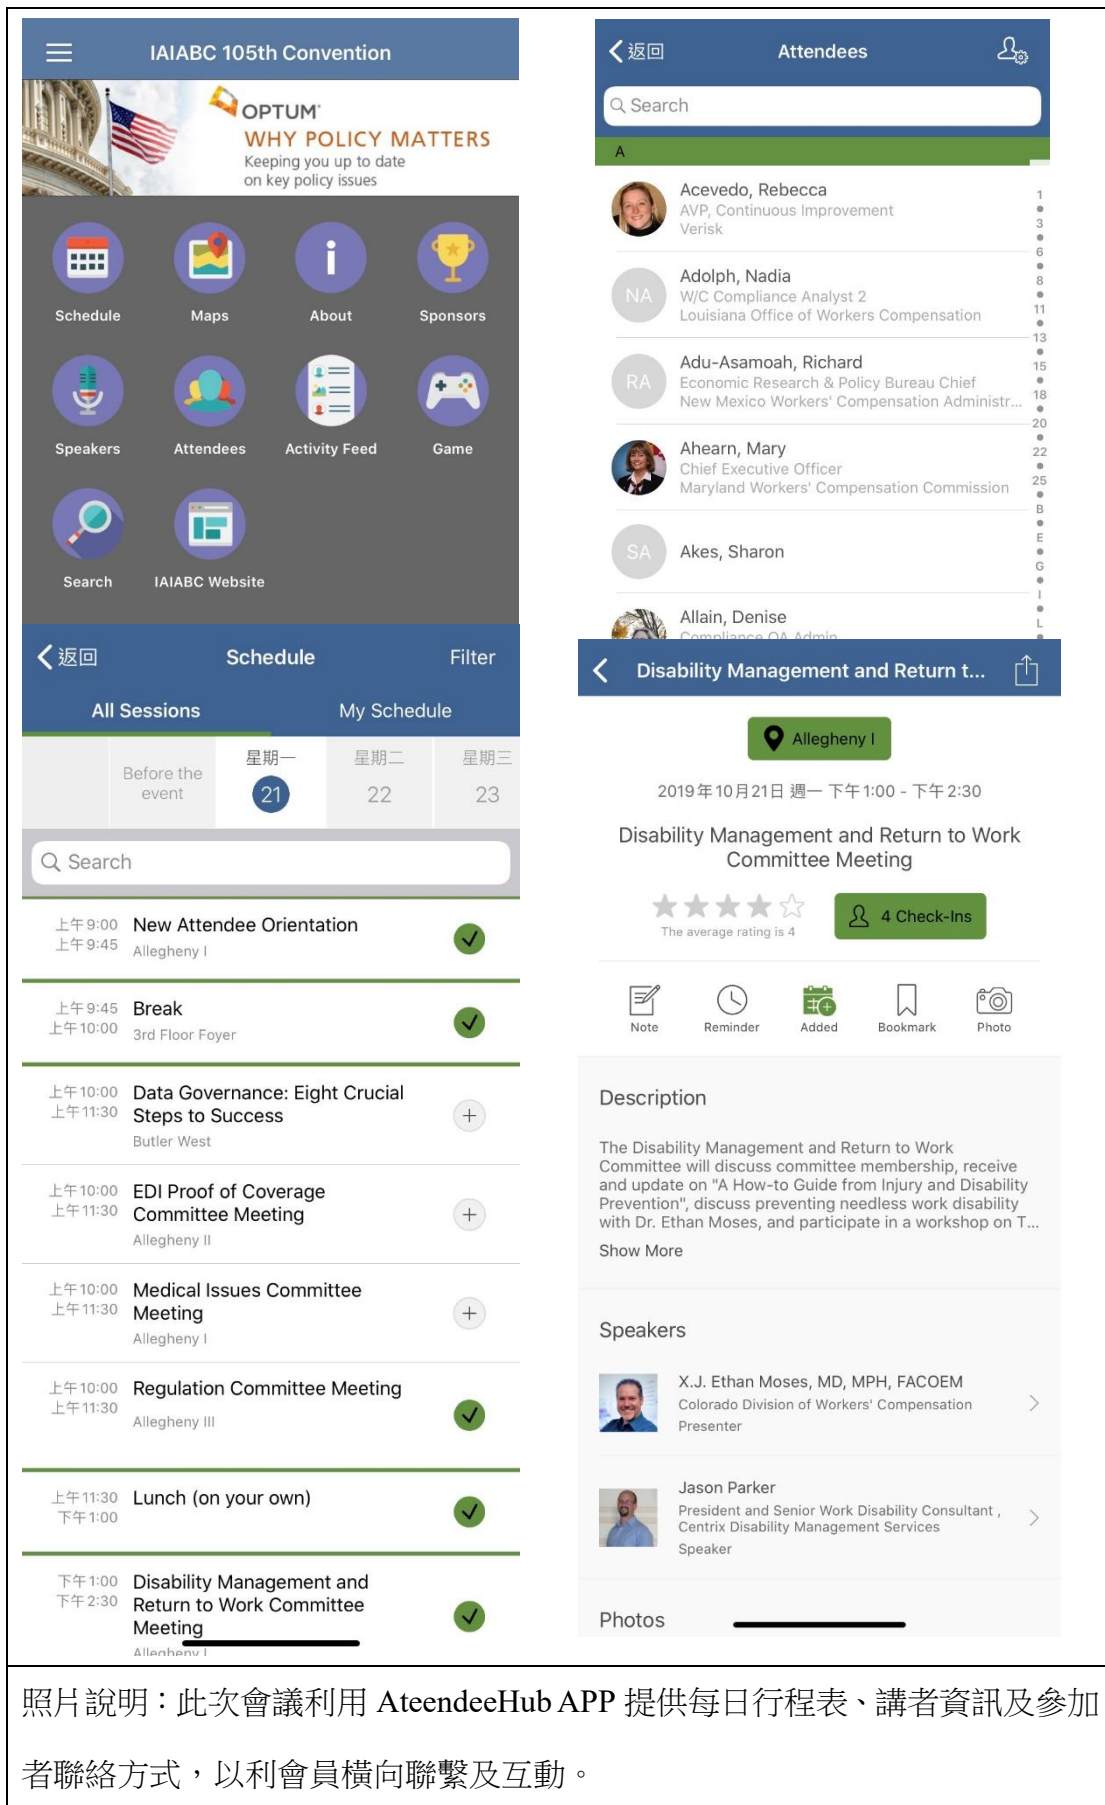 IAIABC 105th Convention
OPTUM®
WHY POLICY MATTERS
Keeping you up to date
on key policy issues
Schedule Maps About Sponsors
Speakers Attendees Activity Feed Game
Search IAIABC Website
返回 Attendees
Search
A
Acevedo, Rebecca
AVP, Continuous Improvement
Verisk
NA
Adolph, Nadia
W/C Compliance Analyst 2
Louisiana Office of Workers Compensation
RA
Adu-Asamoah, Richard
Economic Research & Policy Bureau Chief
New Mexico Workers' Compensation Administr...
Ahearn, Mary
Chief Executive Officer
Maryland Workers' Compensation Commission
SA
Akes, Sharon
Allain, Denise
Compliance QA Admin
1
3
6
8
11
13
15
18
20
22
25
B
E
G
I
L
返回 Schedule Filter
All Sessions My Schedule
Before the
event
星期一 星期二 星期三
21 22 23
Search
上午9:00 New Attendee Orientation
上午9:45 Allegheny I
上午9:45 Break
上午10:00 3rd Floor Foyer
上午10:00 Data Governance: Eight Crucial
上午11:30 Steps to Success
Butler West
上午10:00 EDI Proof of Coverage
上午11:30 Committee Meeting
Allegheny II
上午10:00 Medical Issues Committee
上午11:30 Meeting
Allegheny I
上午10:00 Regulation Committee Meeting
上午11:30
Allegheny III
上午11:30 Lunch (on your own)
下午1:00
下午1:00 Disability Management and
下午2:30 Return to Work Committee
Meeting
Allegheny I
Disability Management and Return t...
Allegheny I
2019年10月21日 週一 下午1:00 - 下午2:30
Disability Management and Return to Work
Committee Meeting
The average rating is 4
4 Check-Ins
Note Reminder Added Bookmark Photo
Description
The Disability Management and Return to Work
Committee will discuss committee membership, receive
and update on "A How-to Guide from Injury and Disability
Prevention", discuss preventing needless work disability
with Dr. Ethan Moses, and participate in a workshop on T...
Show More
Speakers
X.J. Ethan Moses, MD, MPH, FACOEM
Colorado Division of Workers' Compensation
Presenter
Jason Parker
President and Senior Work Disability Consultant ,
Centrix Disability Management Services
Speaker
Photos
照片說明：此次會議利用 AteendeeHub APP 提供每日行程表、講者資訊及參加
者聯絡方式，以利會員橫向聯繫及互動。